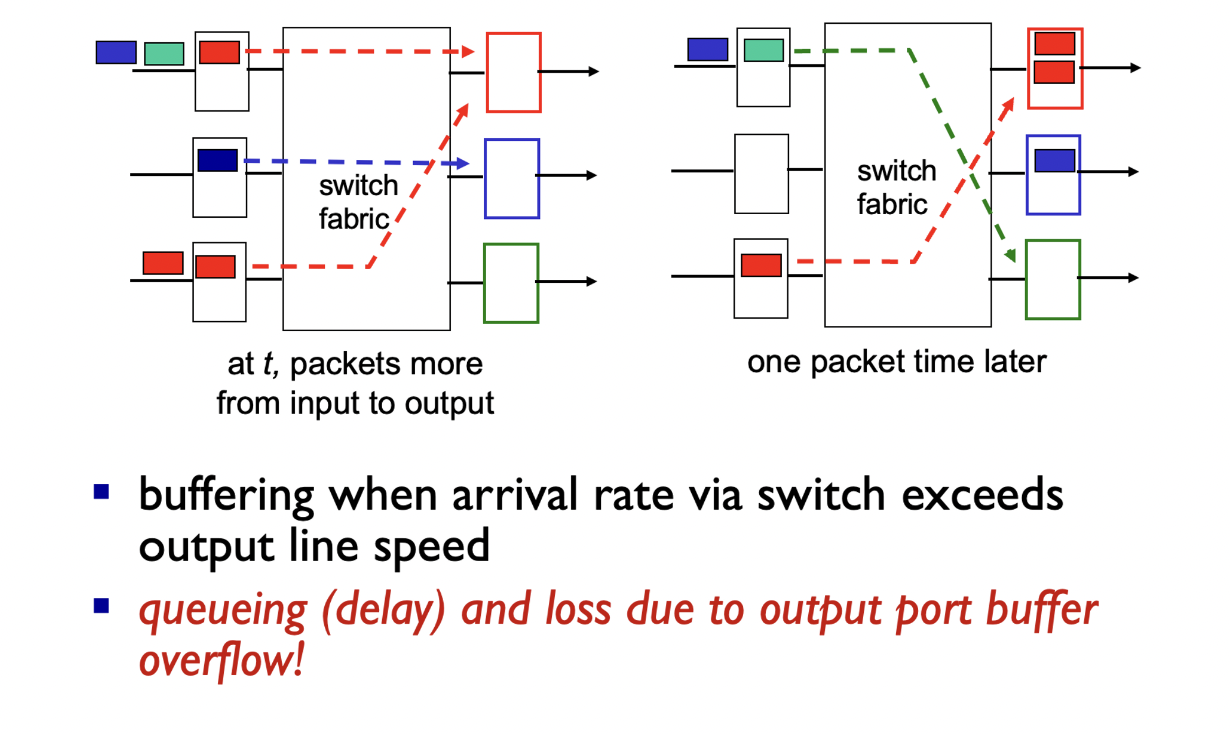 switch
fabric
switch
fabric
at t, packets more
from input to output
one packet time later
buffering when arrival rate via switch exceeds
output line speed
queueing (delay) and loss due to output port buffer
overflow!